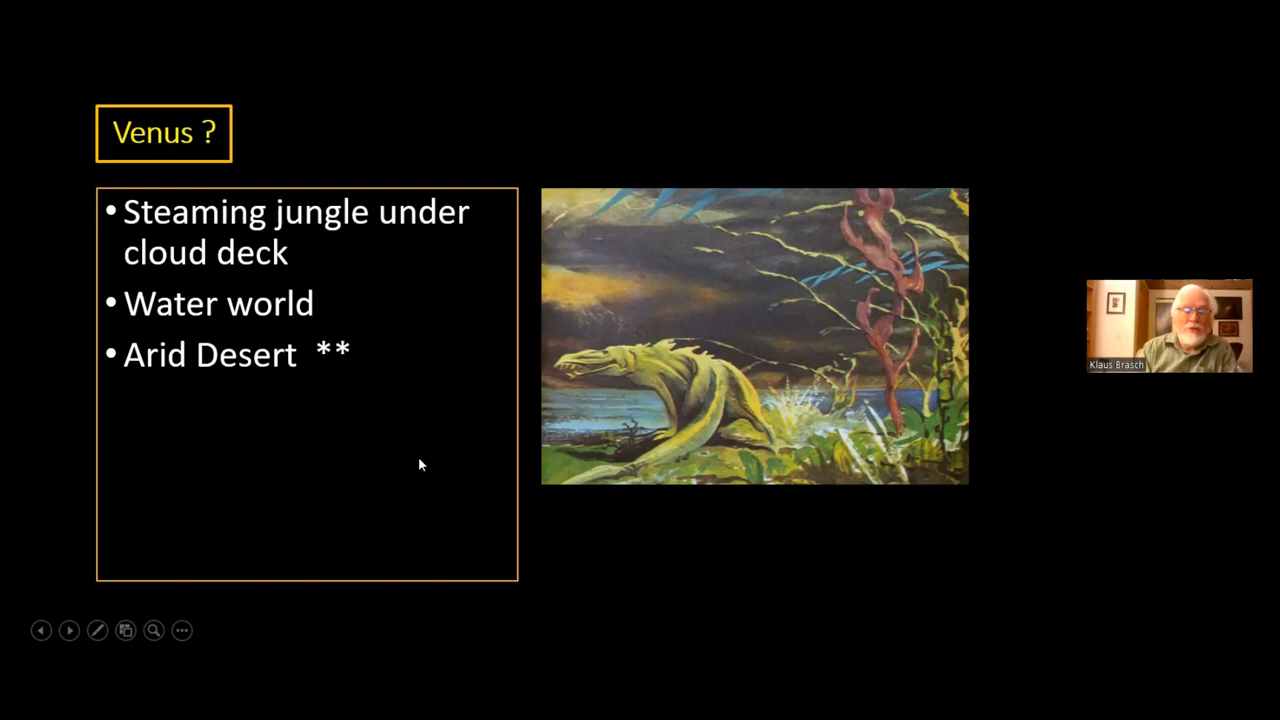 Venus ?
• Steaming jungle under
cloud deck
• Water world
• Arid Desert **
Klaus Brasch